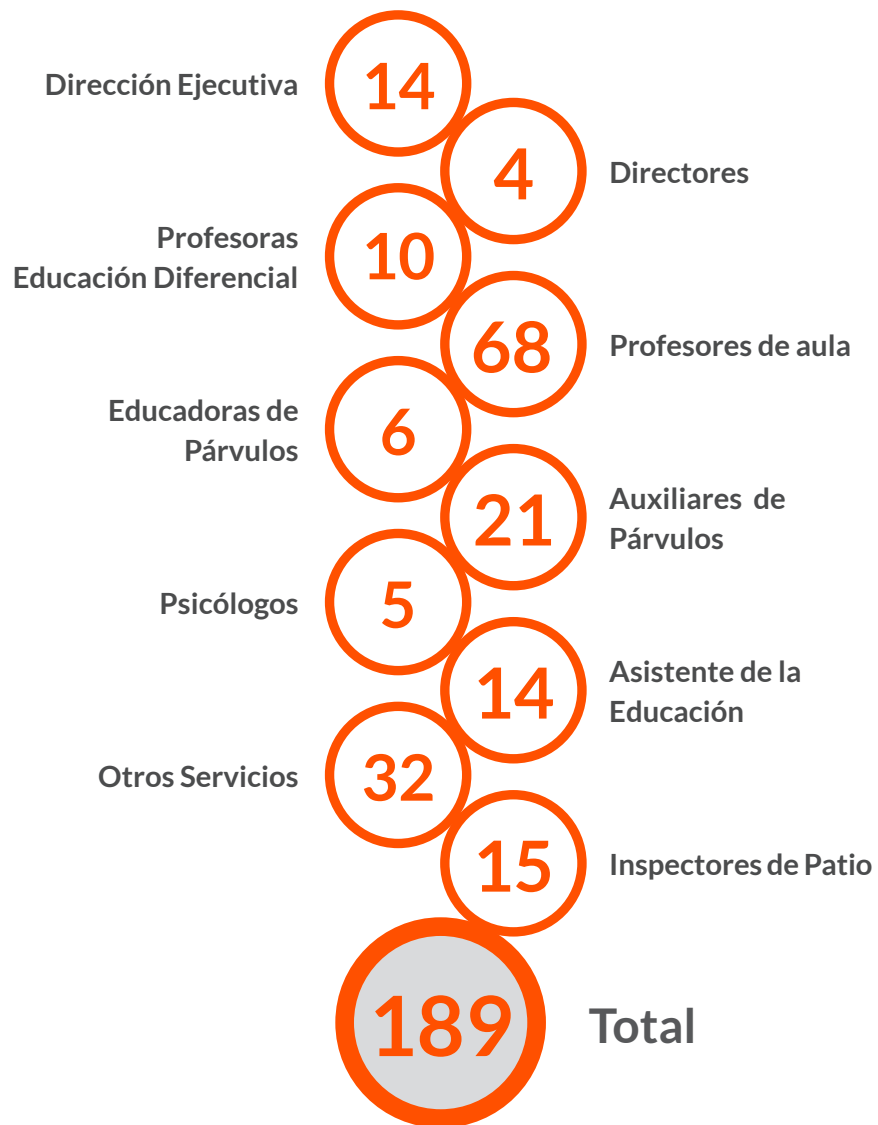 Dirección Ejecutiva
14
4
Directores
Profesoras
Educación Diferencial
10
68
Profesores de aula
Educadoras de
Párvulos
6
21
Auxiliares de
Párvulos
Psicólogos
5
14
Asistente de la
Educación
Otros Servicios
32
15
Inspectores de Patio
189
Total